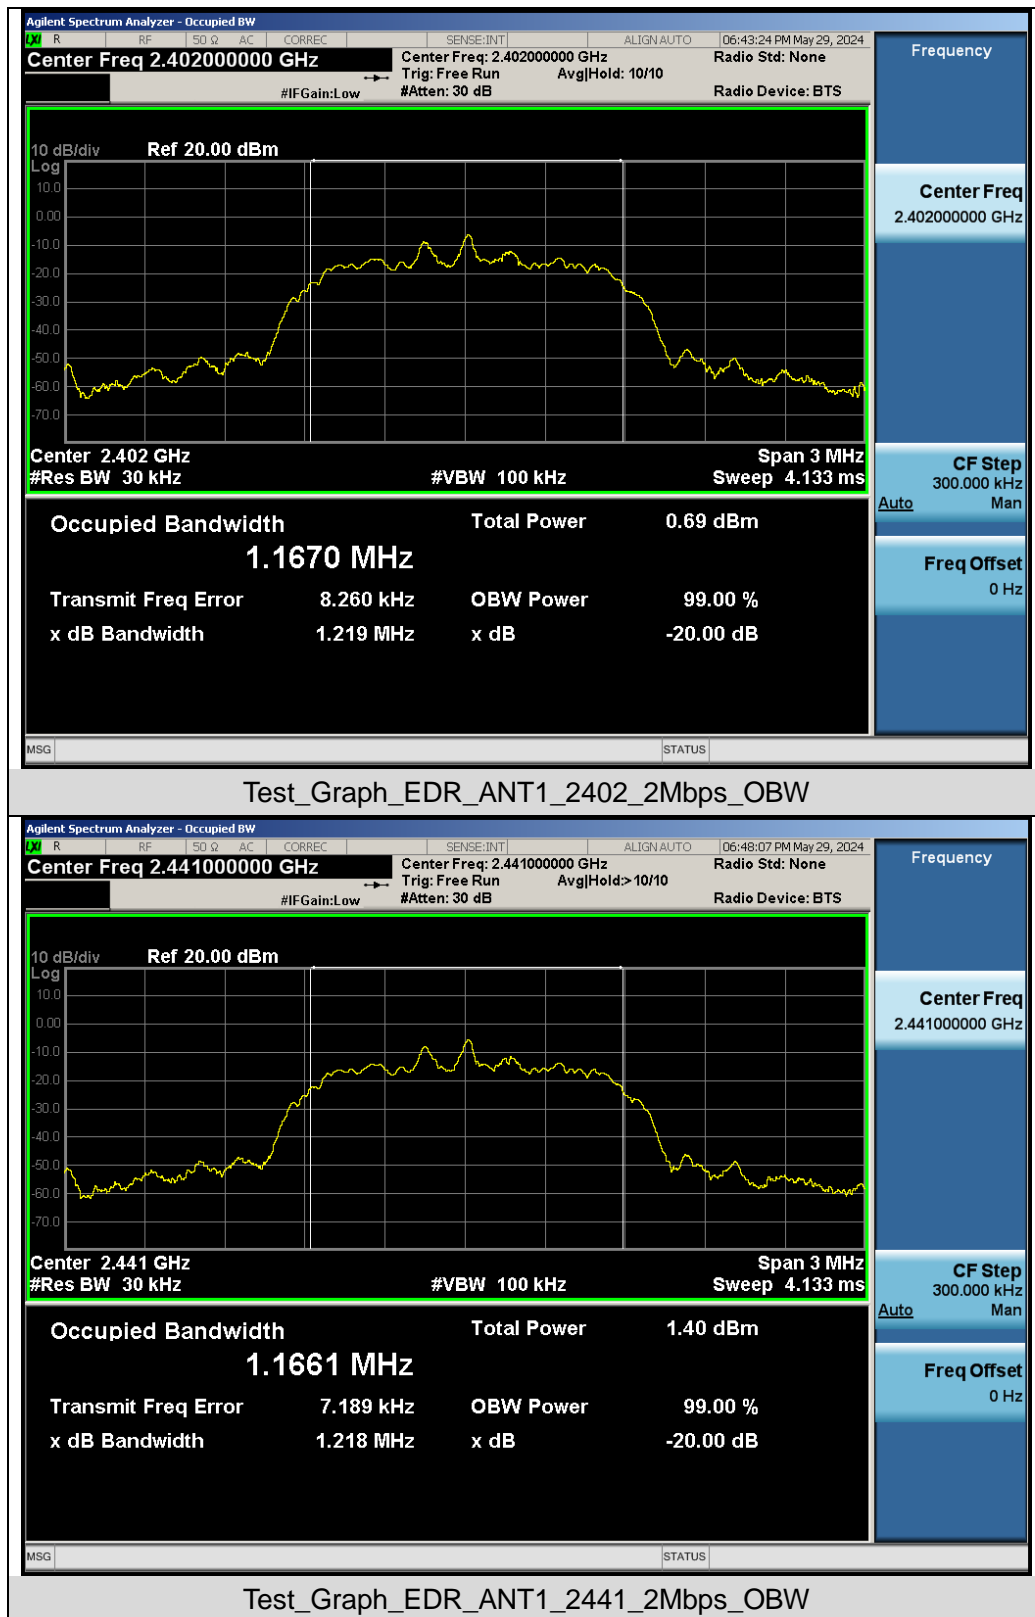 Agilent Spectrum Analyzer - Occupied BW
LXI R RF 50 Ω AC CORREC SENSE:INT ALIGN AUTO 06:43:24 PM May 29, 2024
Center Freq 2.402000000 GHz
Center Freq: 2.402000000 GHz
Radio Std: None
Trig: Free Run Avg|Hold: 10/10
#IFGain:Low #Atten: 30 dB
Radio Device: BTS
Frequency
10 dB/div Ref 20.00 dBm
Log
10.0
0.00
-10.0
-20.0
-30.0
-40.0
-50.0
-60.0
-70.0
Center 2.402 GHz Span 3 MHz
#Res BW 30 kHz #VBW 100 kHz Sweep 4.133 ms
Center Freq
2.402000000 GHz
CF Step
300.000 kHz
Auto Man
Freq Offset
0 Hz
Occupied Bandwidth Total Power 0.69 dBm
1.1670 MHz
Transmit Freq Error 8.260 kHz OBW Power 99.00 %
x dB Bandwidth 1.219 MHz x dB -20.00 dB
MSG STATUS
Test_Graph_EDR_ANT1_2402_2Mbps_OBW
Agilent Spectrum Analyzer - Occupied BW
LXI R RF 50 Ω AC CORREC SENSE:INT ALIGN AUTO 06:48:07 PM May 29, 2024
Center Freq 2.441000000 GHz
Center Freq: 2.441000000 GHz
Radio Std: None
Trig: Free Run Avg|Hold:>10/10
#IFGain:Low #Atten: 30 dB
Radio Device: BTS
Frequency
10 dB/div Ref 20.00 dBm
Log
10.0
0.00
-10.0
-20.0
-30.0
-40.0
-50.0
-60.0
-70.0
Center 2.441 GHz Span 3 MHz
#Res BW 30 kHz #VBW 100 kHz Sweep 4.133 ms
Center Freq
2.441000000 GHz
CF Step
300.000 kHz
Auto Man
Freq Offset
0 Hz
Occupied Bandwidth Total Power 1.40 dBm
1.1661 MHz
Transmit Freq Error 7.189 kHz OBW Power 99.00 %
x dB Bandwidth 1.218 MHz x dB -20.00 dB
MSG STATUS
Test_Graph_EDR_ANT1_2441_2Mbps_OBW